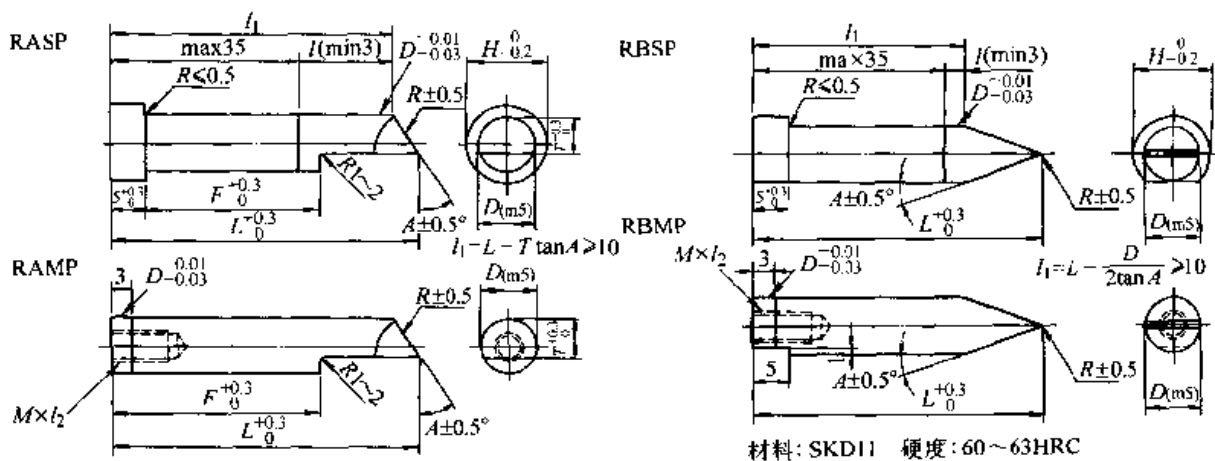 RASP
l₁
max35
l(min3)
D -0.01 -0.03
H 0 -0.2
R≤0.5
R±0.5
T +0.3 0
R1~2
S +0.3 0
F +0.3 0
L +0.3 0
A±0.5°
D(m5)
l₁=L-T tanA≥10
RAMP
3
D -0.01 -0.03
D(m5)
R±0.5
T +0.3 0
R1~2
F +0.3 0
M×l₂
L +0.3 0
A±0.5°
RBSP
l₁
max35
l(min3)
H 0 -0.2
R≤0.5
D -0.01 -0.03
A±0.5°
S +0.3 0
L +0.3 0
R±0.5
D(m5)
RBMP
M×l₂
3
D -0.01 -0.03
l₁=L-D/2tanA≥10
A±0.5°
5
L +0.3 0
R±0.5
D(m5)
材料:SKD11 硬度:60~63HRC